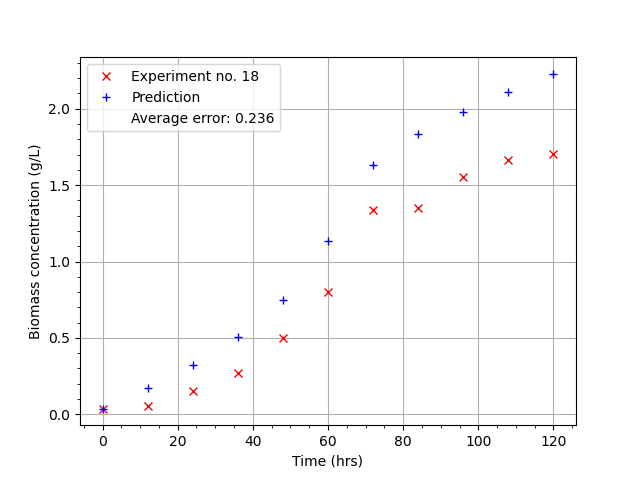 Experiment no. 18
Prediction
Average error: 0.236
Biomass concentration (g/L)
2.0
1.5
1.0
0.5
0.0
0 20 40 60 80 100 120
Time (hrs)